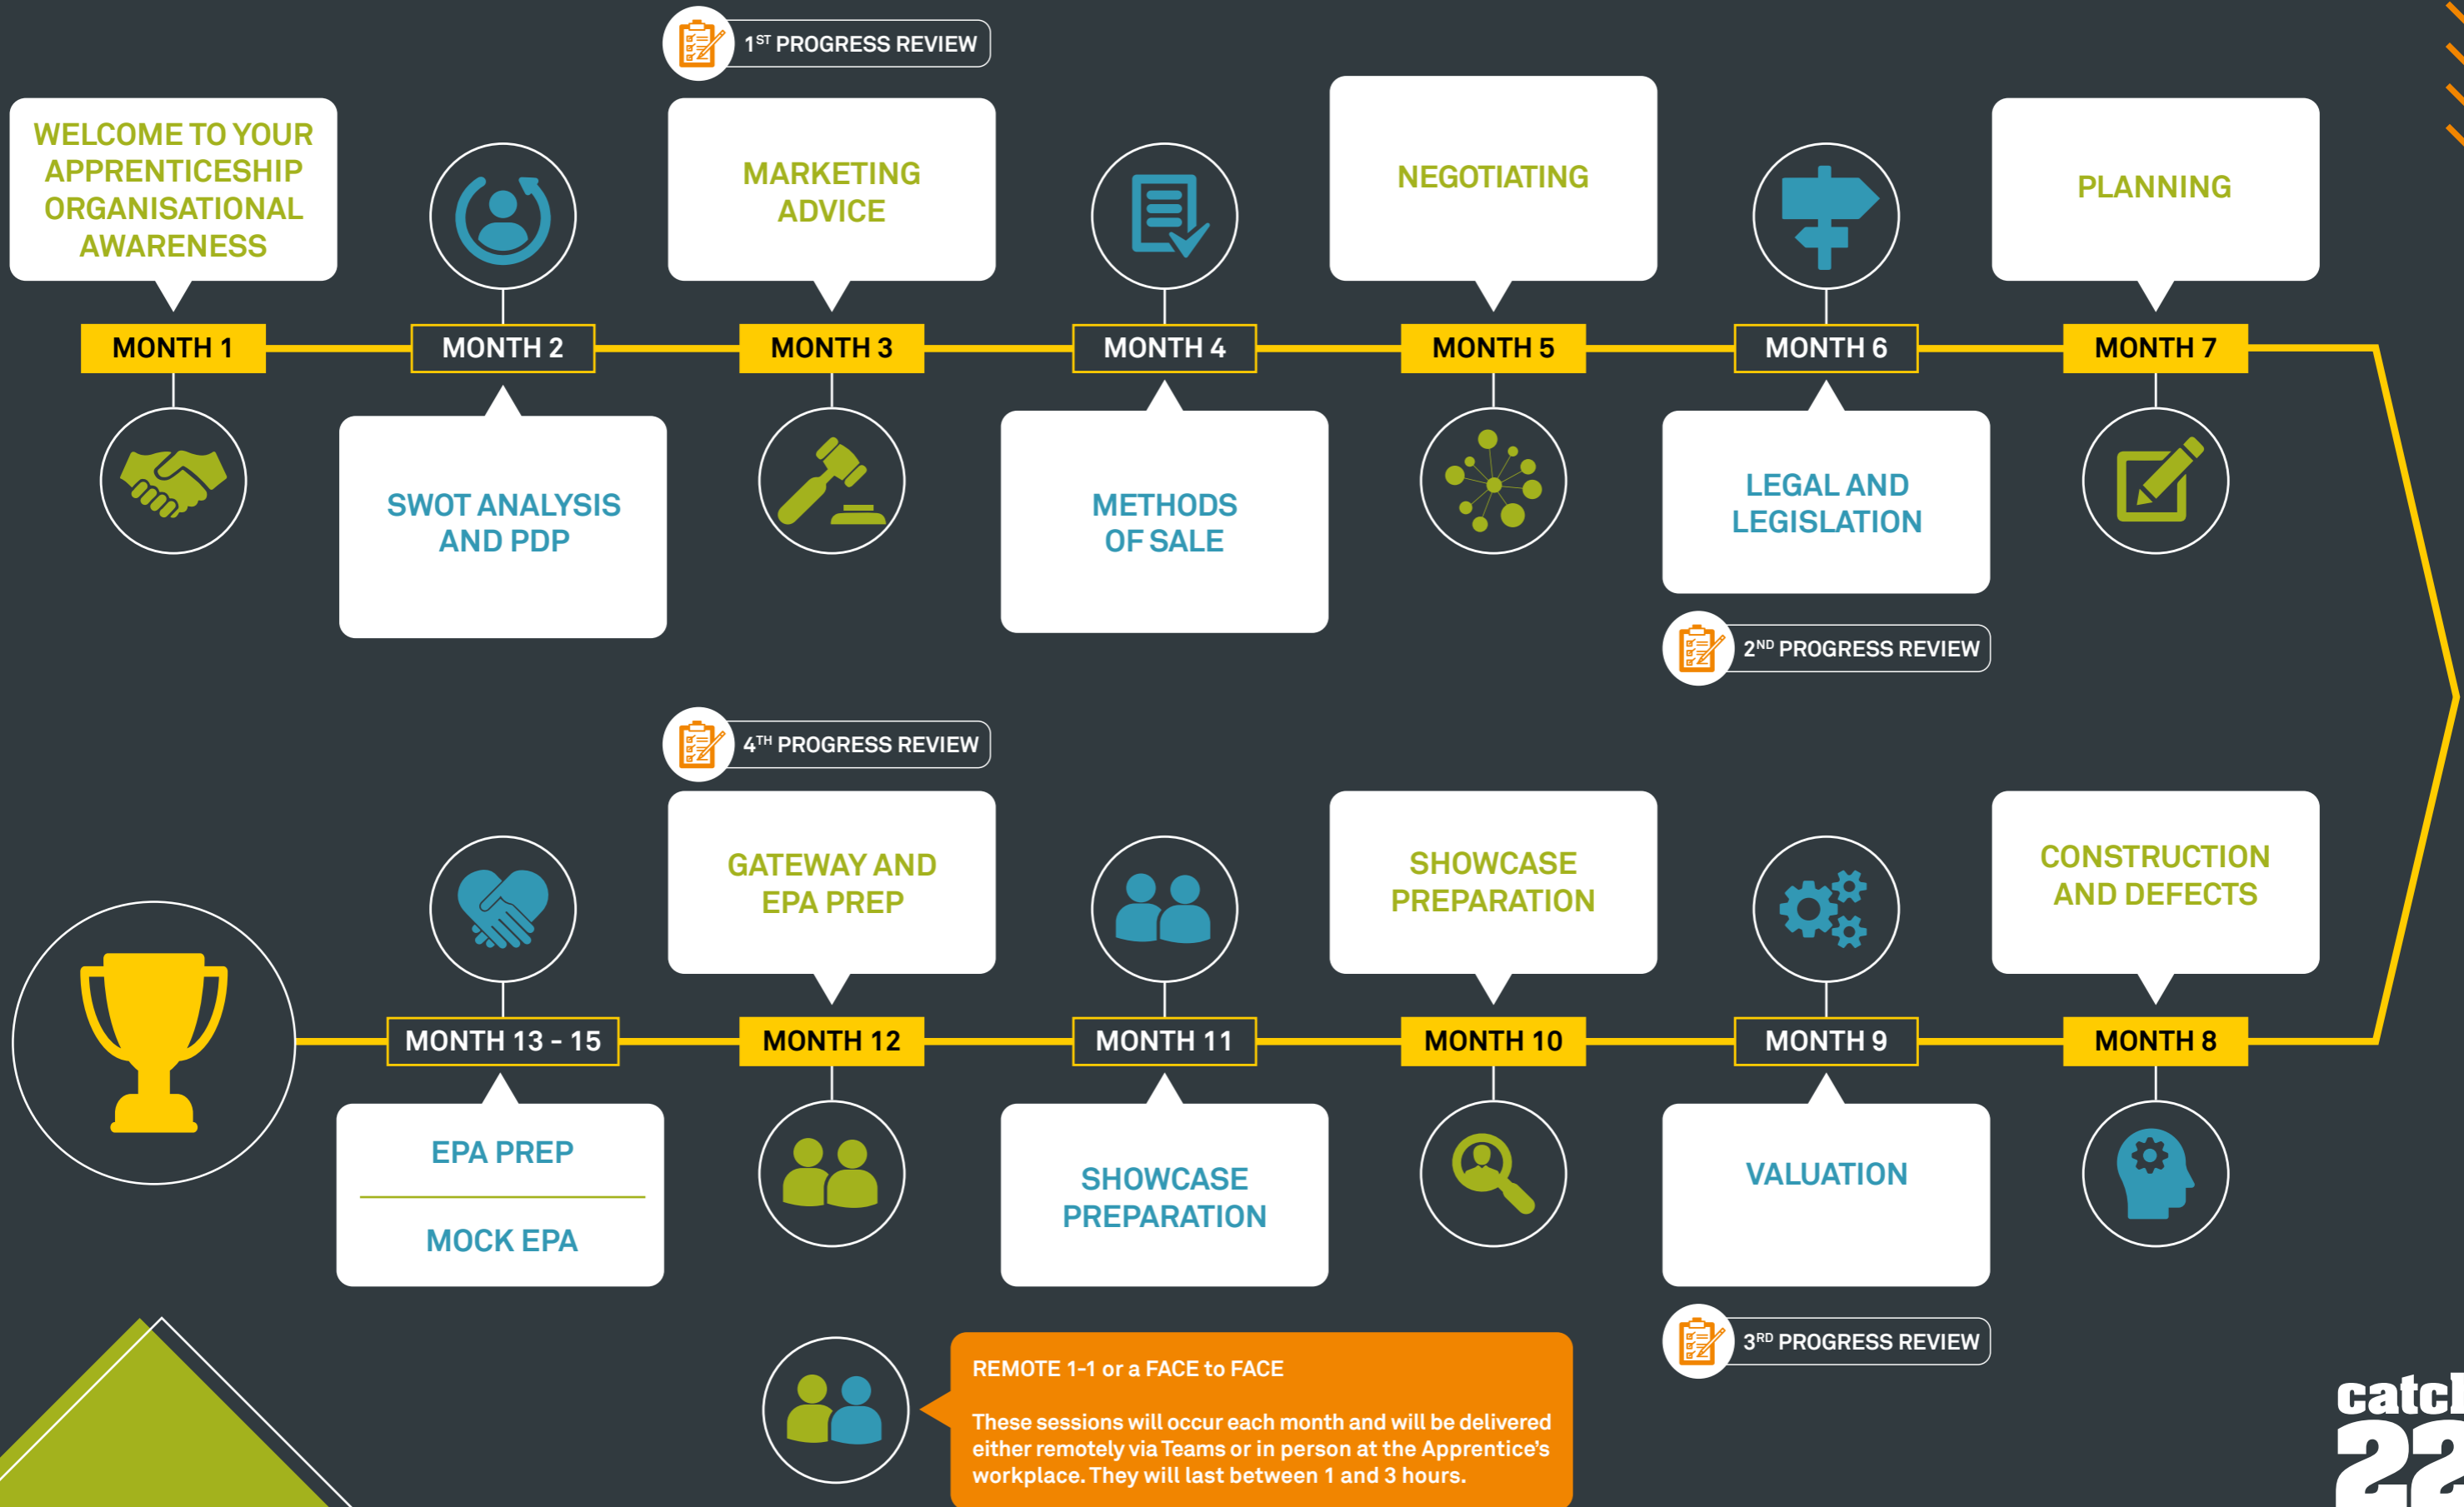 1ST PROGRESS REVIEW
WELCOME TO YOUR
APPRENTICESHIP
ORGANISATIONAL
AWARENESS
MARKETING
ADVICE
NEGOTIATING
PLANNING
MONTH 1
MONTH 2
MONTH 3
MONTH 4
MONTH 5
MONTH 6
MONTH 7
SWOT ANALYSIS
AND PDP
METHODS
OF SALE
LEGAL AND
LEGISLATION
2ND PROGRESS REVIEW
4TH PROGRESS REVIEW
GATEWAY AND
EPA PREP
SHOWCASE
PREPARATION
CONSTRUCTION
AND DEFECTS
MONTH 13 - 15
MONTH 12
MONTH 11
MONTH 10
MONTH 9
MONTH 8
EPA PREP
MOCK EPA
SHOWCASE
PREPARATION
VALUATION
3RD PROGRESS REVIEW
REMOTE 1-1 or a FACE to FACE
These sessions will occur each month and will be delivered
either remotely via Teams or in person at the Apprentice's
workplace. They will last between 1 and 3 hours.
catch
22